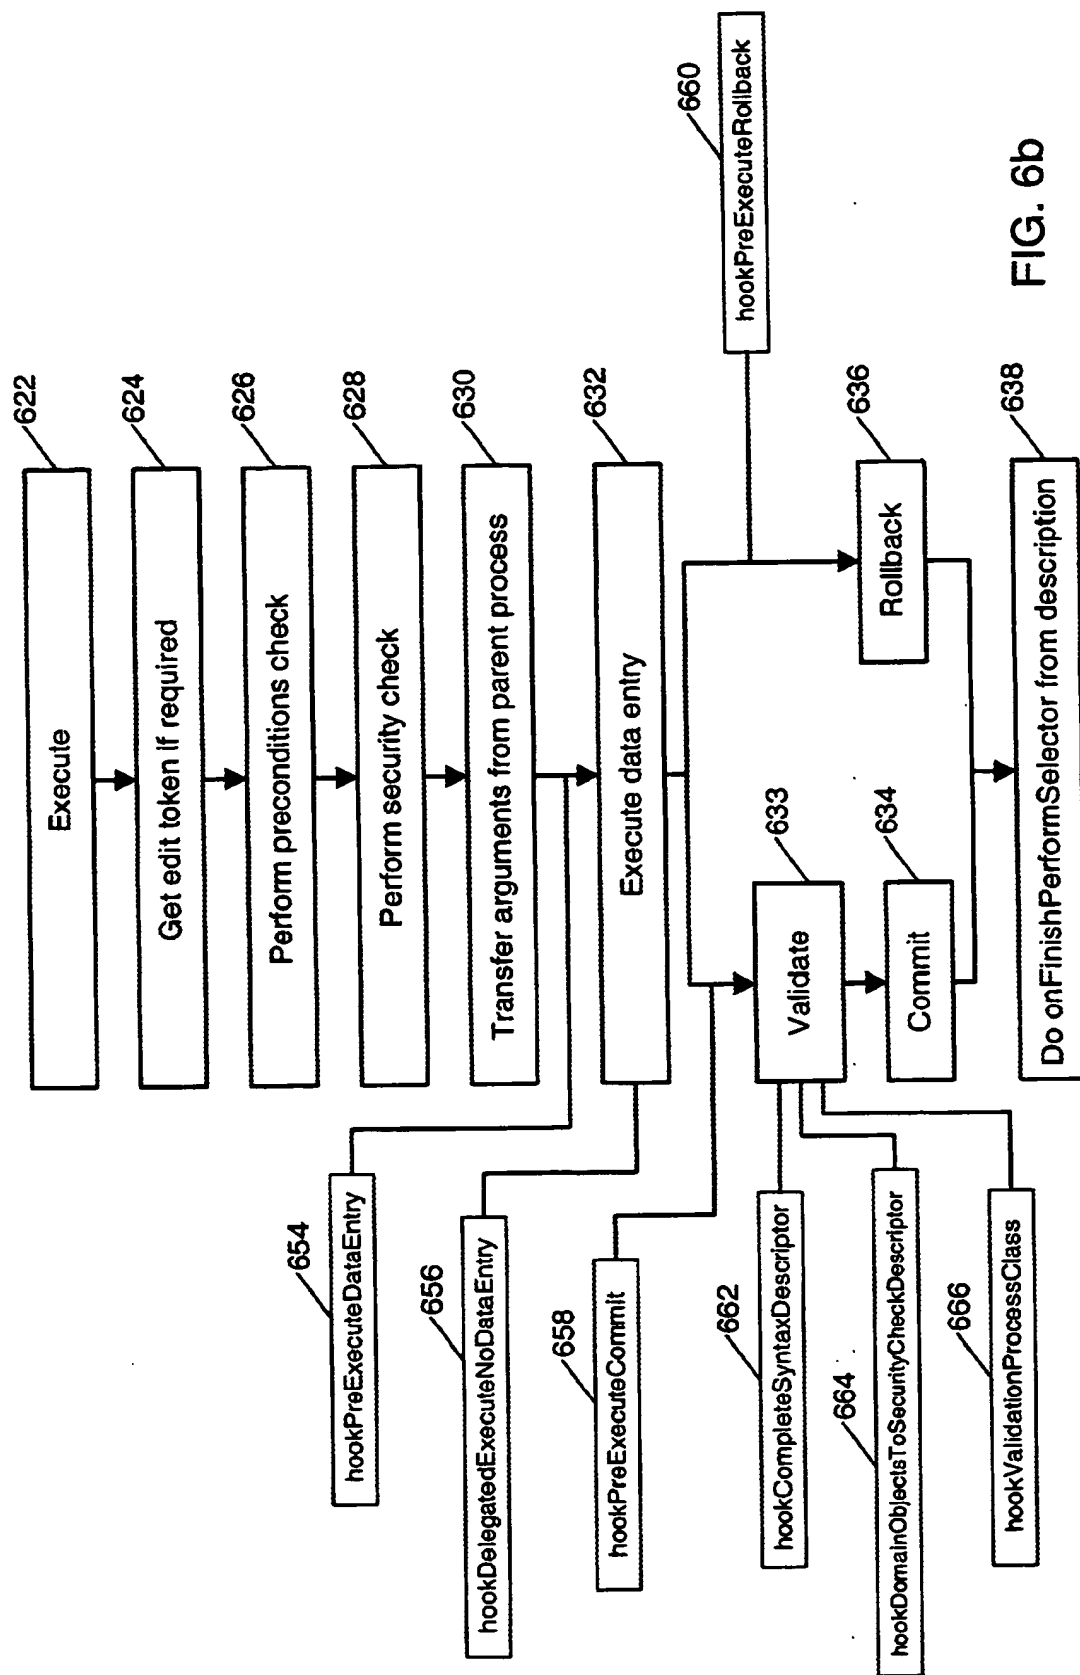 Execute
622
Get edit token if required
624
Perform preconditions check
626
Perform security check
628
Transfer arguments from parent process
630
hookPreExecuteDataEntry
654
Execute data entry
632
hookDelegatedExecuteNoDataEntry
656
hookPreExecuteCommit
658
hookPreExecuteRollback
660
Validate
633
hookCompleteSyntaxDescriptor
662
hookDomainObjectsToSecurityCheckDescriptor
664
hookValidationProcessClass
666
Commit
634
Rollback
636
Do onFinishPerformSelector from description
638
FIG. 6b